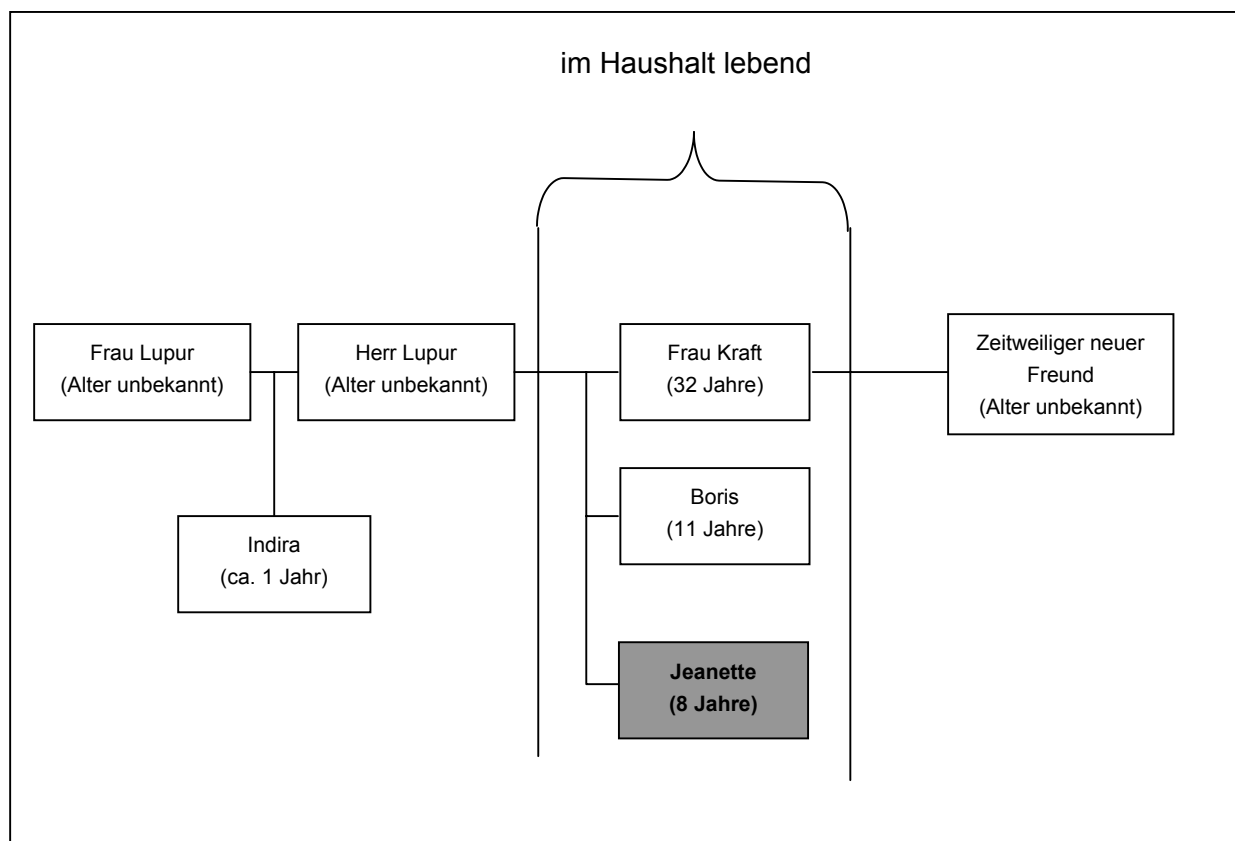 im Haushalt lebend
Frau Lupur
(Alter unbekannt)
Herr Lupur
(Alter unbekannt)
Frau Kraft
(32 Jahre)
Zeitweiliger neuer
Freund
(Alter unbekannt)
Boris
(11 Jahre)
Indira
(ca. 1 Jahr)
Jeanette
(8 Jahre)